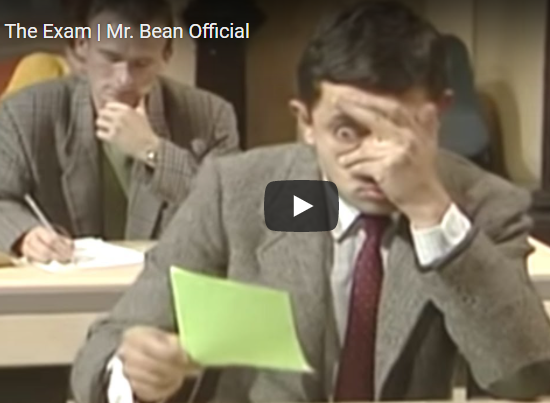 The Exam | Mr. Bean Official